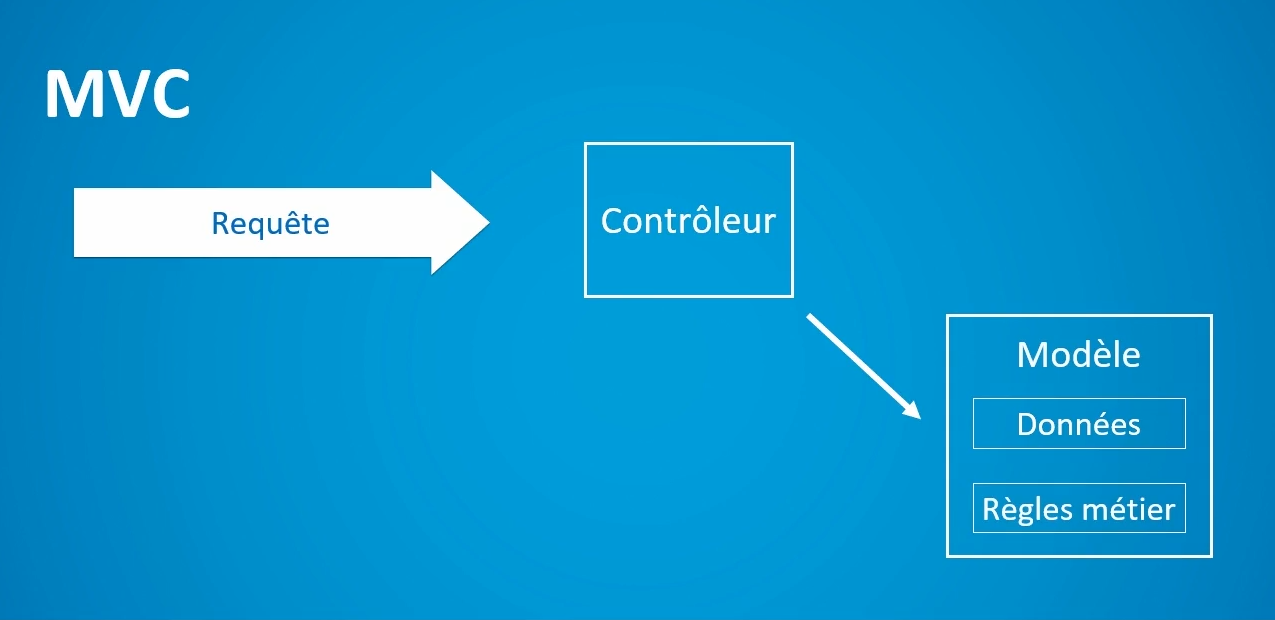 MVC
Requête
Contrôleur
Modèle
Données
Règles métier